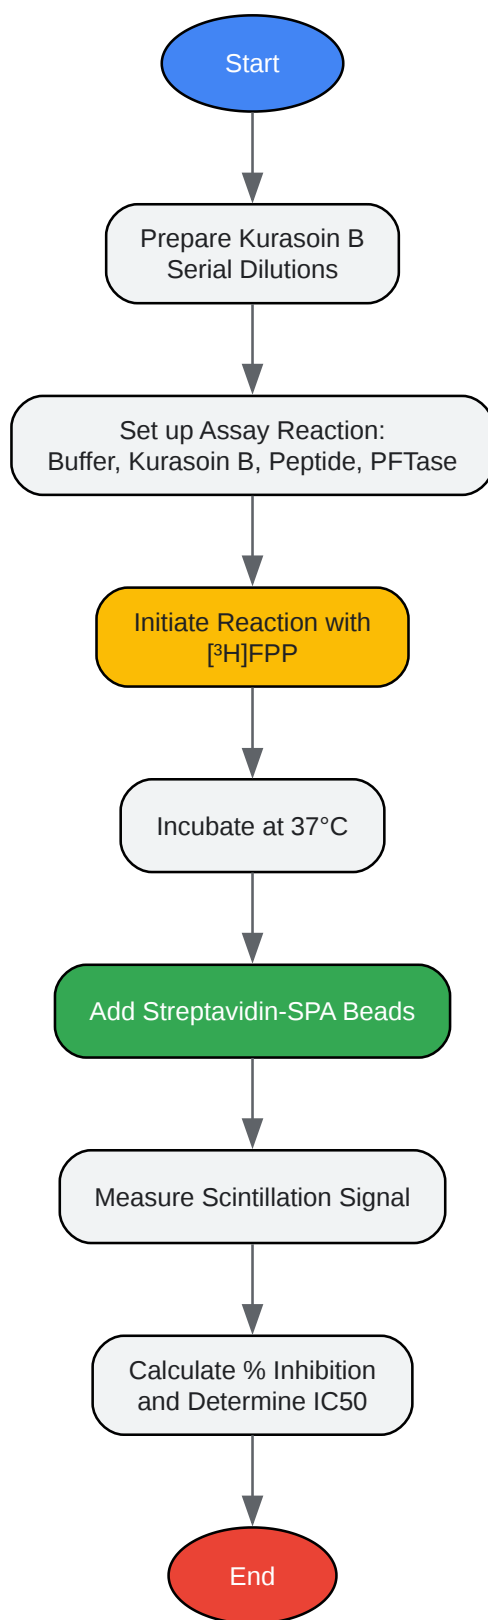 Start
Prepare Kurasoin B
Serial Dilutions
Set up Assay Reaction:
Buffer, Kurasoin B, Peptide, PFTase
Initiate Reaction with
[³H]FPP
Incubate at 37°C
Add Streptavidin-SPA Beads
Measure Scintillation Signal
Calculate % Inhibition
and Determine IC50
End